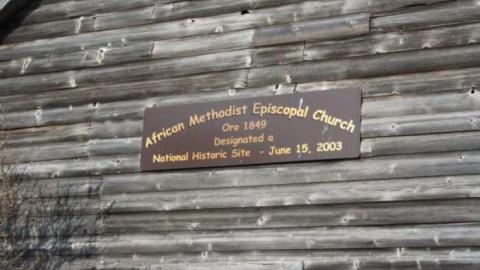 African Methodist Episcopal Church
Oro 1849
Designated a
National Historic Site - June 15, 2003